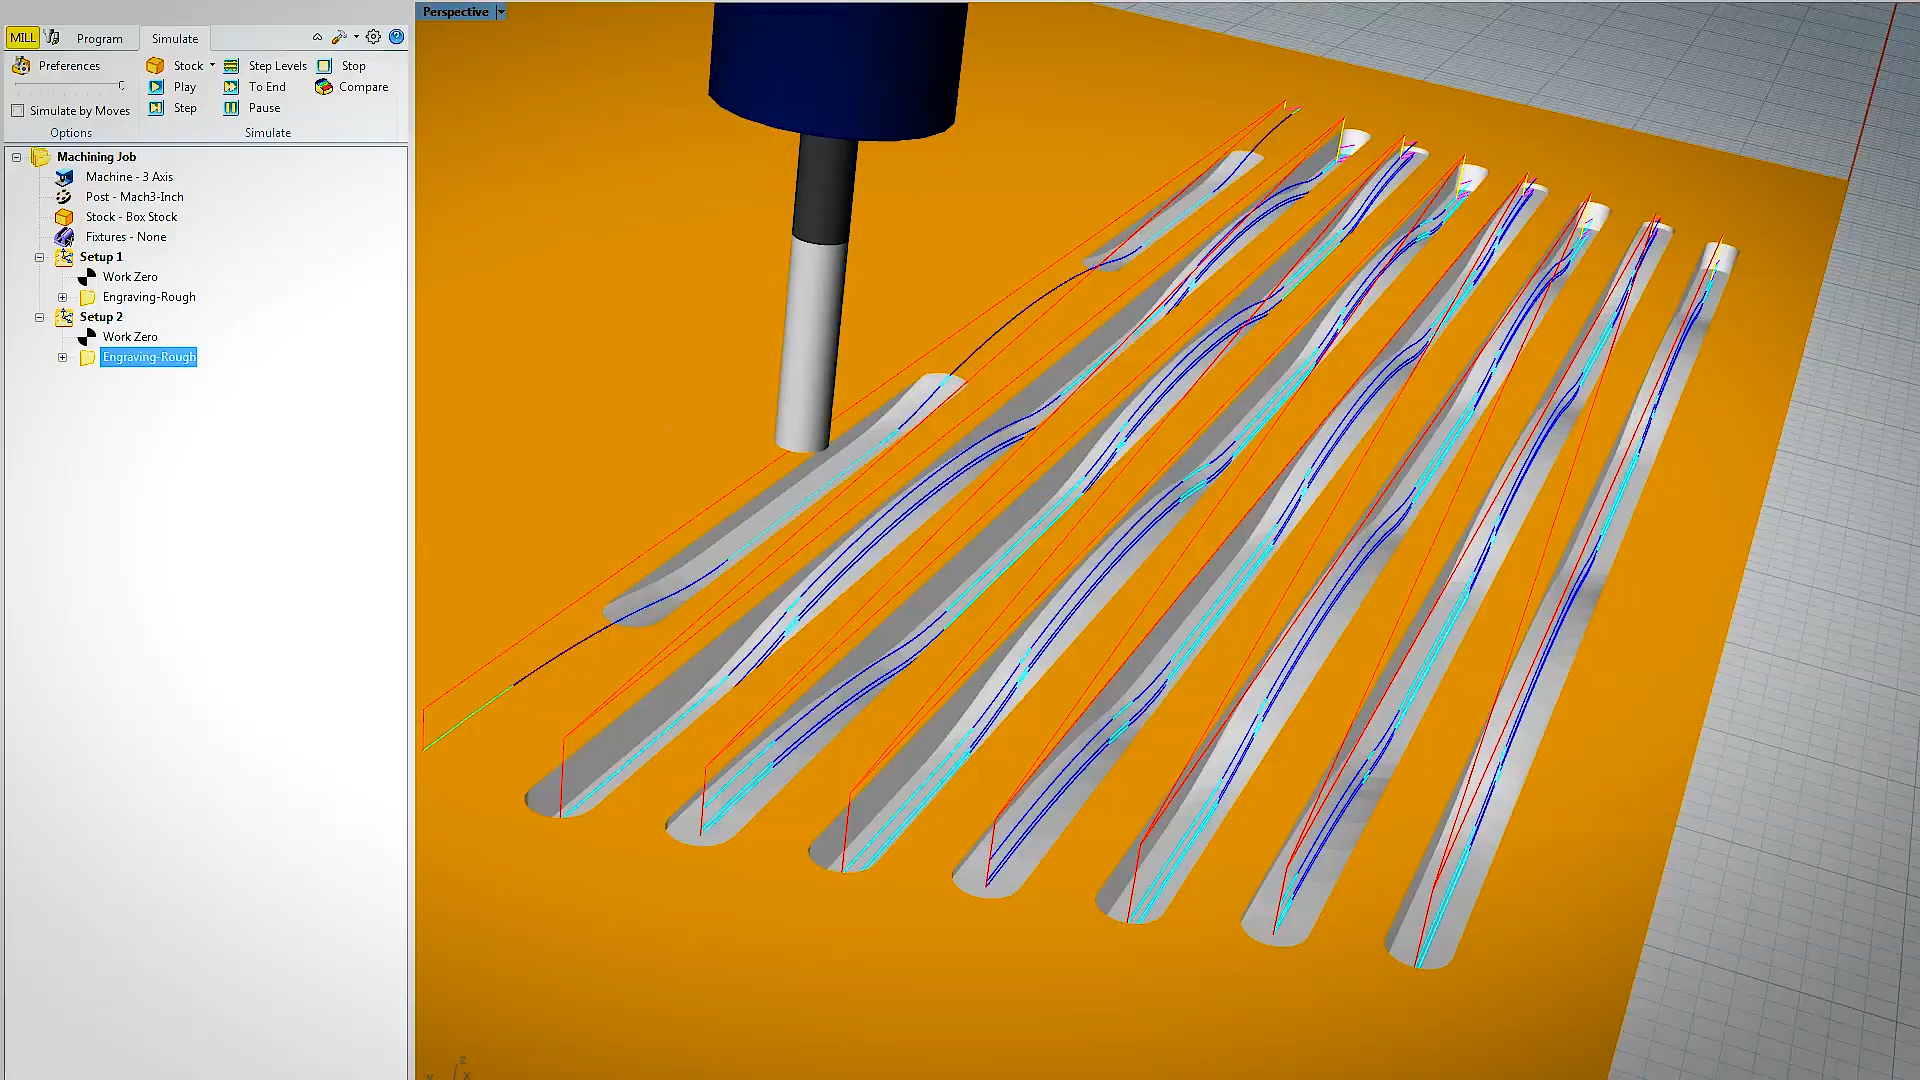 Perspective
MILL Program Simulate
Preferences Stock Step Levels Stop
Play To End Compare
Simulate by Moves Step Pause
Options Simulate
Machining Job
Machine - 3 Axis
Post - Mach3-Inch
Stock - Box Stock
Fixtures - None
Setup 1
Work Zero
Engraving-Rough
Setup 2
Work Zero
Engraving-Rough
z
y x